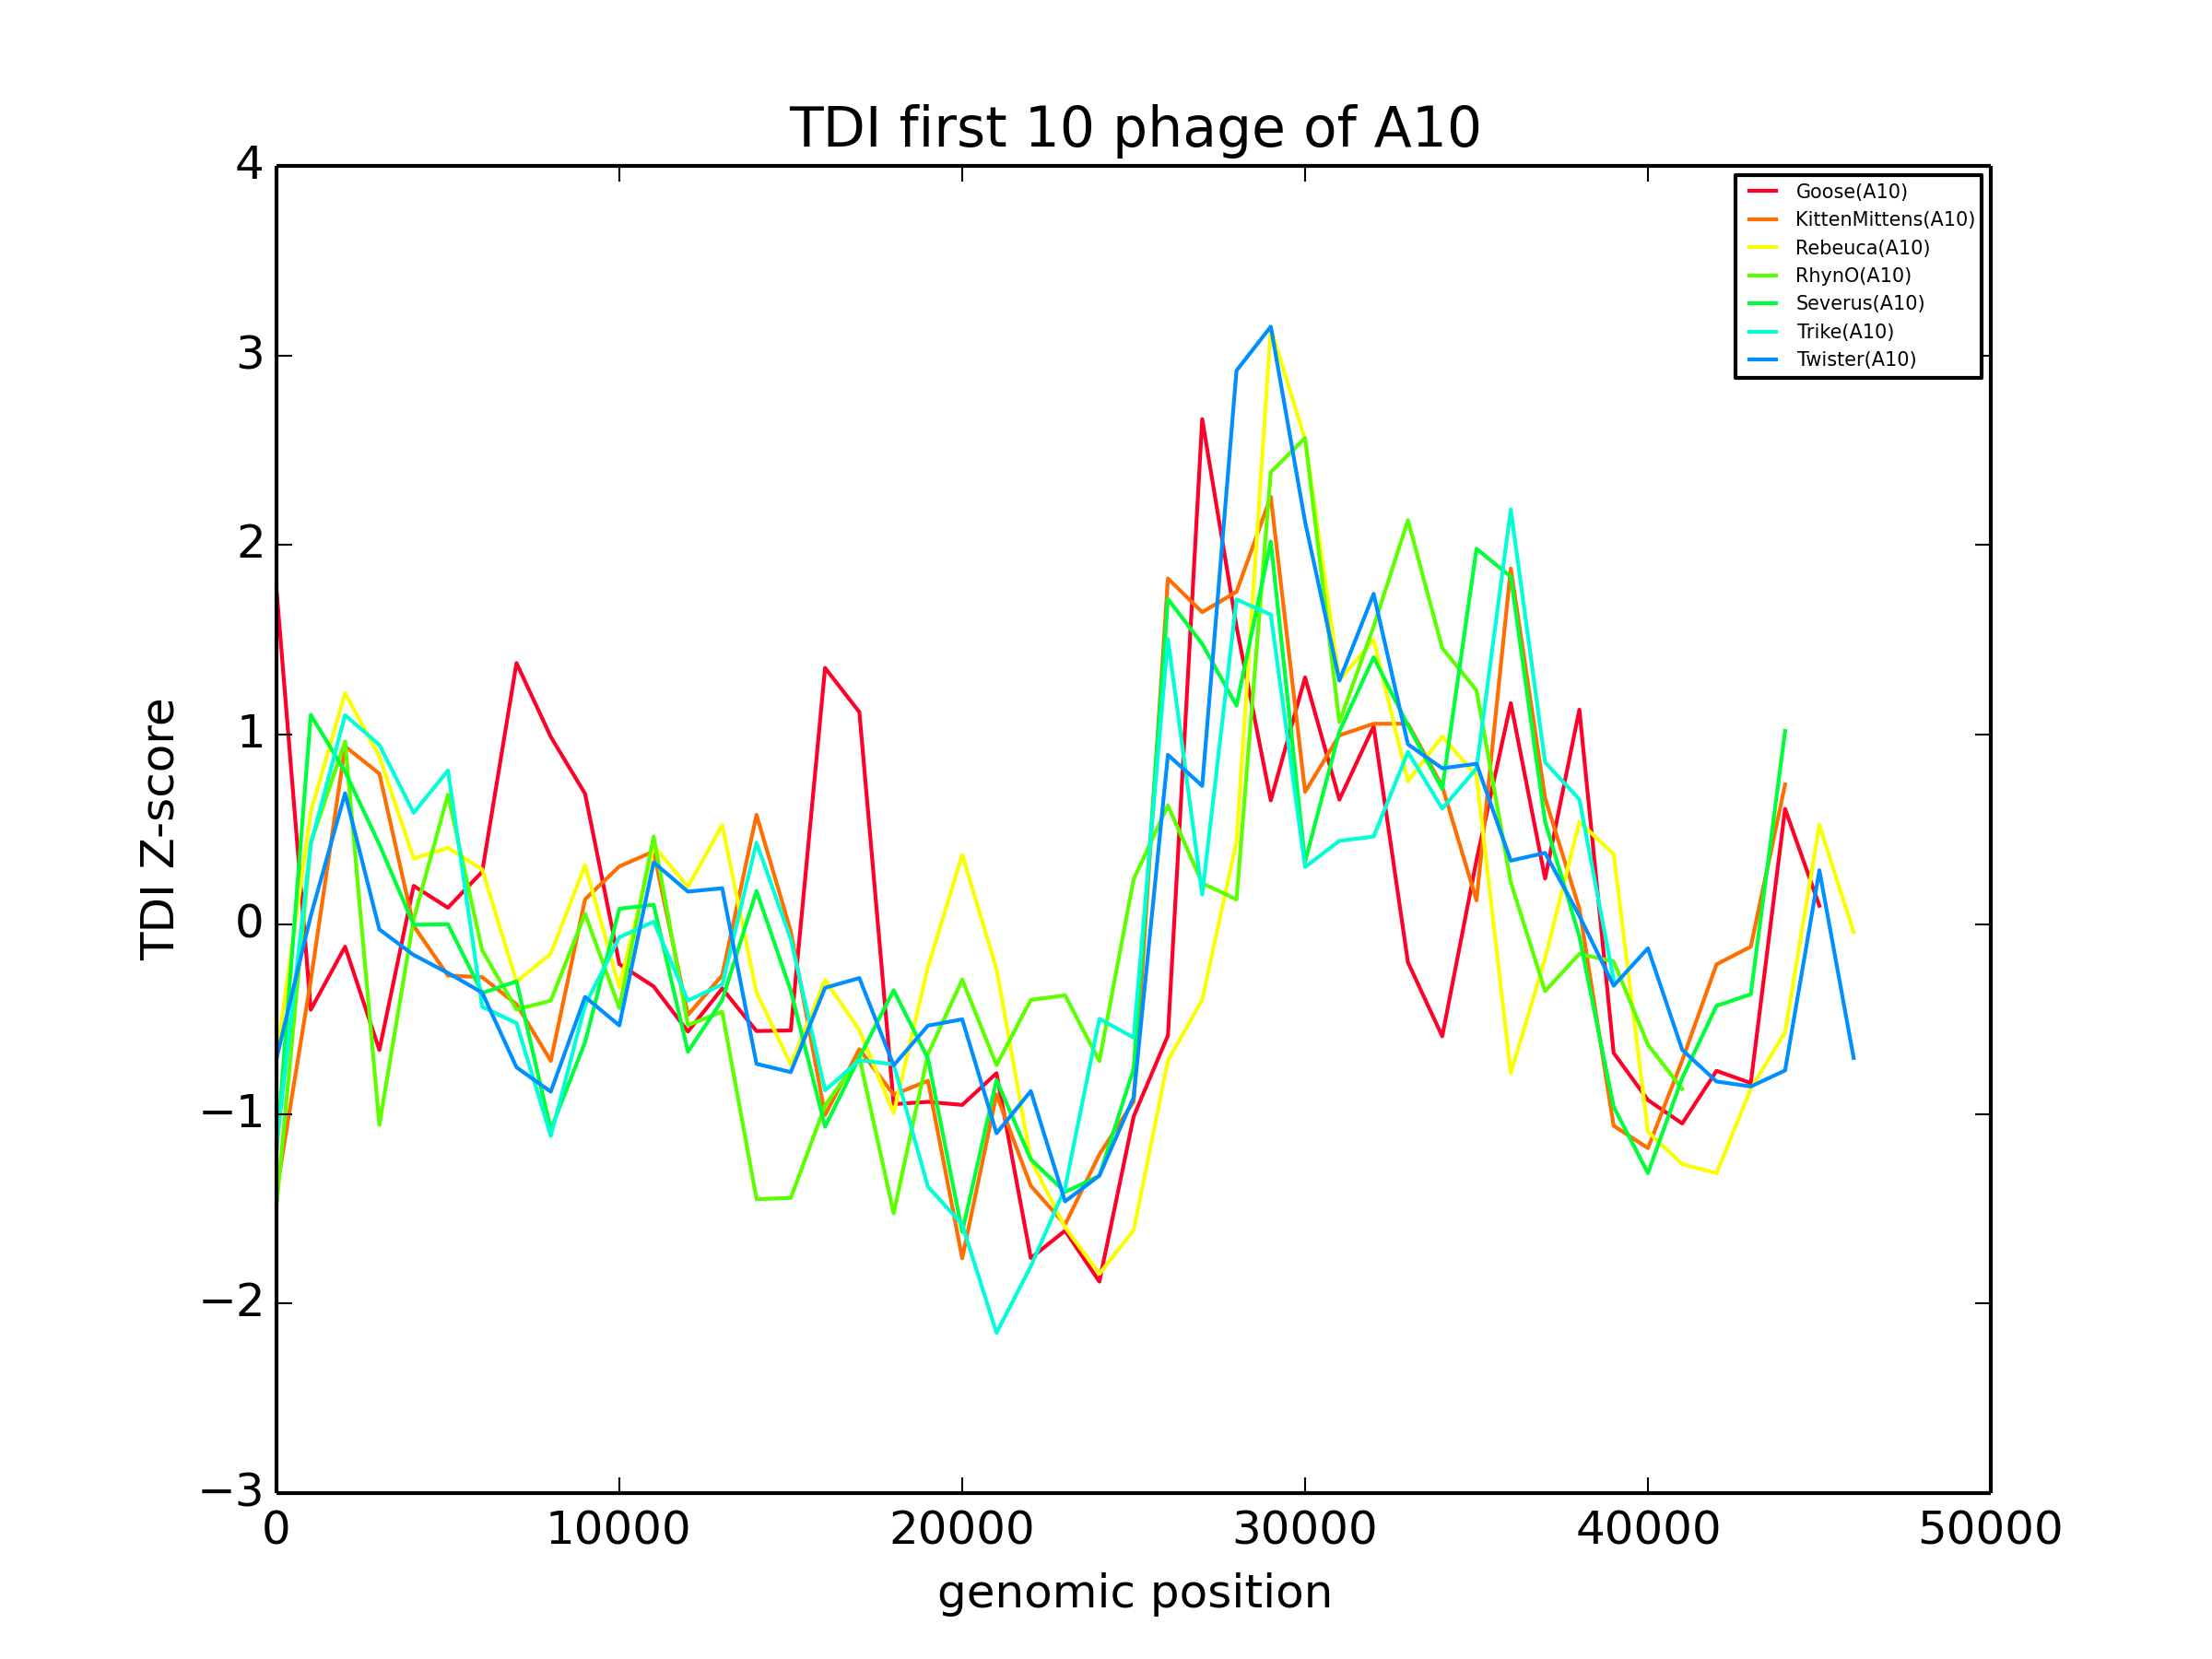 TDI first 10 phage of A10
4
3
2
1
0
−1
−2
−3
TDI Z-score
Goose(A10)
KittenMittens(A10)
Rebeuca(A10)
RhynO(A10)
Severus(A10)
Trike(A10)
Twister(A10)
0 10000 20000 30000 40000 50000
genomic position